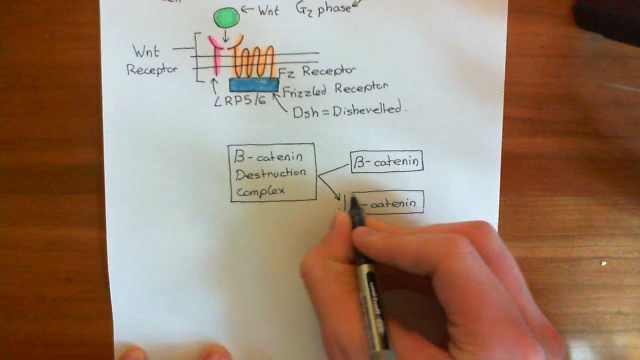 Wnt G2 phase
Wnt
Receptor
Fz Receptor
LRP5/6 Frizzled Receptor
Dsh = Dishevelled.
β-catenin
Destruction
Complex
β-catenin
β-catenin